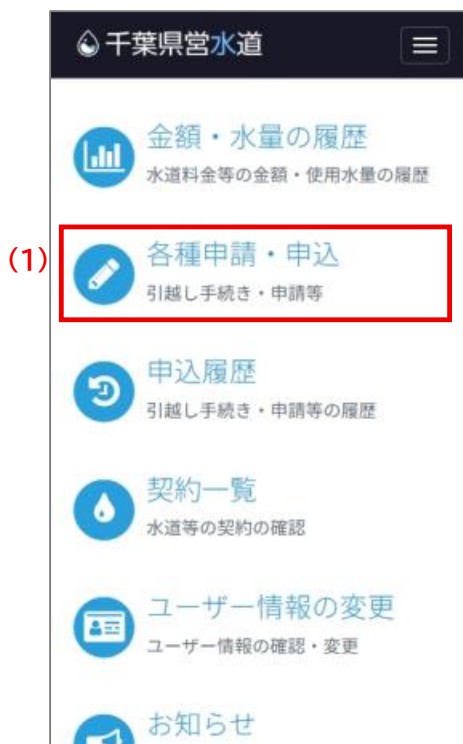 千葉県営水道
金額・水量の履歴
水道料金等の金額・使用水量の履歴
(1)
各種申請・申込
引越し手続き・申請等
申込履歴
引越し手続き・申請等の履歴
契約一覧
水道等の契約の確認
ユーザー情報の変更
ユーザー情報の確認・変更
お知らせ